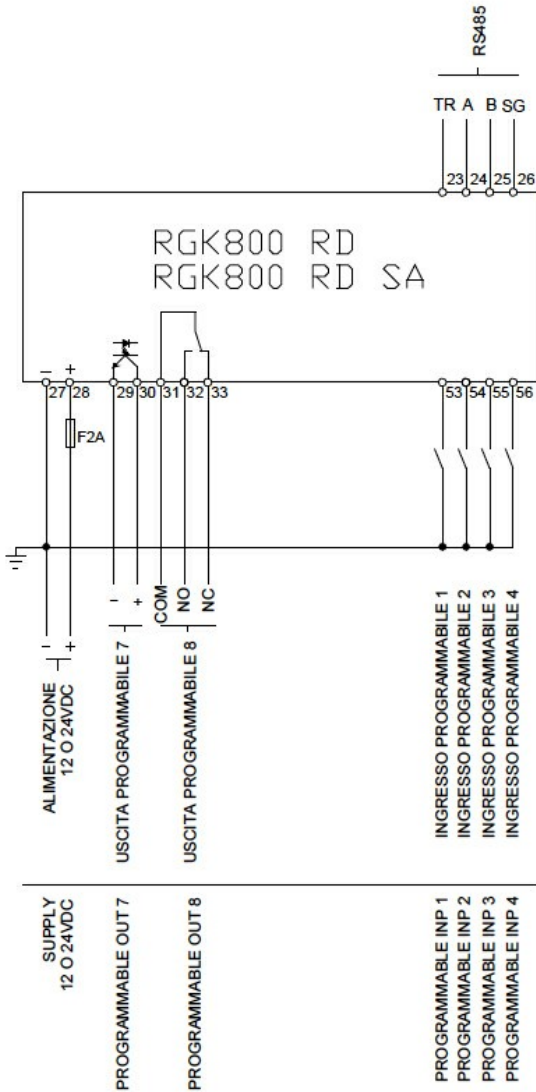 RS485
TR A B SG
23 24 25 26
RGK800 RD
RGK800 RD SA
- +
27 28 29 30 31 32 33
53 54 55 56
F2A
- +
ALIMENTAZIONE
12 O 24VDC
- +
USCITA PROGRAMMABILE 7
COM
NO
NC
USCITA PROGRAMMABILE 8
INGRESSO PROGRAMMABILE 1
INGRESSO PROGRAMMABILE 2
INGRESSO PROGRAMMABILE 3
INGRESSO PROGRAMMABILE 4
SUPPLY
12 O 24VDC
PROGRAMMABLE OUT 7
PROGRAMMABLE OUT 8
PROGRAMMABLE INP 1
PROGRAMMABLE INP 2
PROGRAMMABLE INP 3
PROGRAMMABLE INP 4